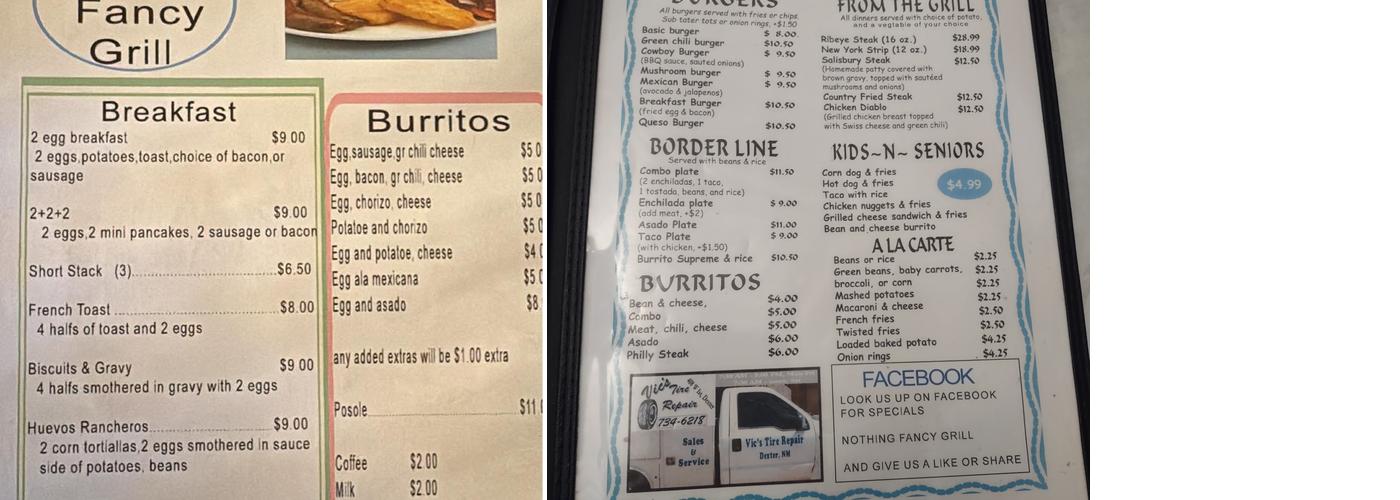 Fancy
Grill
Breakfast
2 egg breakfast $9.00
2 eggs,potatoes,toast,choice of bacon,or
sausage
2+2+2 $9.00
2 eggs,2 mini pancakes, 2 sausage or bacon
Short Stack (3)..............................$6.50
French Toast ..................................$8.00
4 halfs of toast and 2 eggs
Biscuits & Gravy $9 00
4 halfs smothered in gravy with 2 eggs
Huevos Rancheros.........................$9.00
2 corn tortiallas,2 eggs smothered in sauce
side of potatoes, beans
Burritos
Egg,sausage,gr chili cheese $5 0
Egg, bacon, gr chili, cheese $5 0
Egg, chorizo, cheese $5 0
Potatoe and chorizo $5 0
Egg and potatoe, cheese $4 0
Egg ala mexicana $5 0
Egg and asado $8
any added extras will be $1.00 extra
Posole..............................$11
Coffee $2 00
Milk $2 00
BURGERS
All burgers served with fries or chips.
Sub tater tots or onion rings, +$1.50
Basic burger $ 8.00
Green chili burger $10.50
Cowboy Burger $ 9.50
(BBQ sauce, sauted onions)
Mushroom burger $ 9.50
Mexican Burger $ 9.50
(avocado & jalapenos)
Breakfast Burger $10.50
(fried egg & bacon)
Queso Burger $10.50
BORDER LINE
Served with beans & rice
Combo plate $11.50
(2 enchiladas, 1 taco,
1 tostada, beans, and rice)
Enchilada plate $ 9.00
(add meat, +$2)
Asado Plate $11.00
Taco Plate $ 9.00
(with chicken, +$1.50)
Burrito Supreme & rice $10.50
BURRITOS
Bean & cheese, $4.00
Combo $5.00
Meat, chili, cheese $5.00
Asado $6.00
Philly Steak $6.00
Vic's Tire
Repair
734-6218
Sales
&
Service
Vic's Tire Repair
Dexter, NM
FROM THE GRILL
All dinners served with choice of potato,
and a vegtable of your choice
Ribeye Steak (16 oz.) $28.99
New York Strip (12 oz.) $18.99
Salisbury Steak $12.50
(Homemade patty covered with
brown gravy, topped with sautéed
mushrooms and onions)
Country Fried Steak $12.50
Chicken Diablo $12.50
(Grilled chicken breast topped
with Swiss cheese and green chili)
KIDS~N~ SENIORS
Corn dog & fries
Hot dog & fries
Taco with rice
Chicken nuggets & fries
Grilled cheese sandwich & fries
Bean and cheese burrito
$4.99
A LA CARTE
Beans or rice $2.25
Green beans, baby carrots, $2.25
broccoli, or corn $2.25
Mashed potatoes $2.25
Macaroni & cheese $2.50
French fries $2.50
Twisted fries $4.25
Loaded baked potato $4.25
Onion rings
FACEBOOK
LOOK US UP ON FACEBOOK
FOR SPECIALS
NOTHING FANCY GRILL
AND GIVE US A LIKE OR SHARE